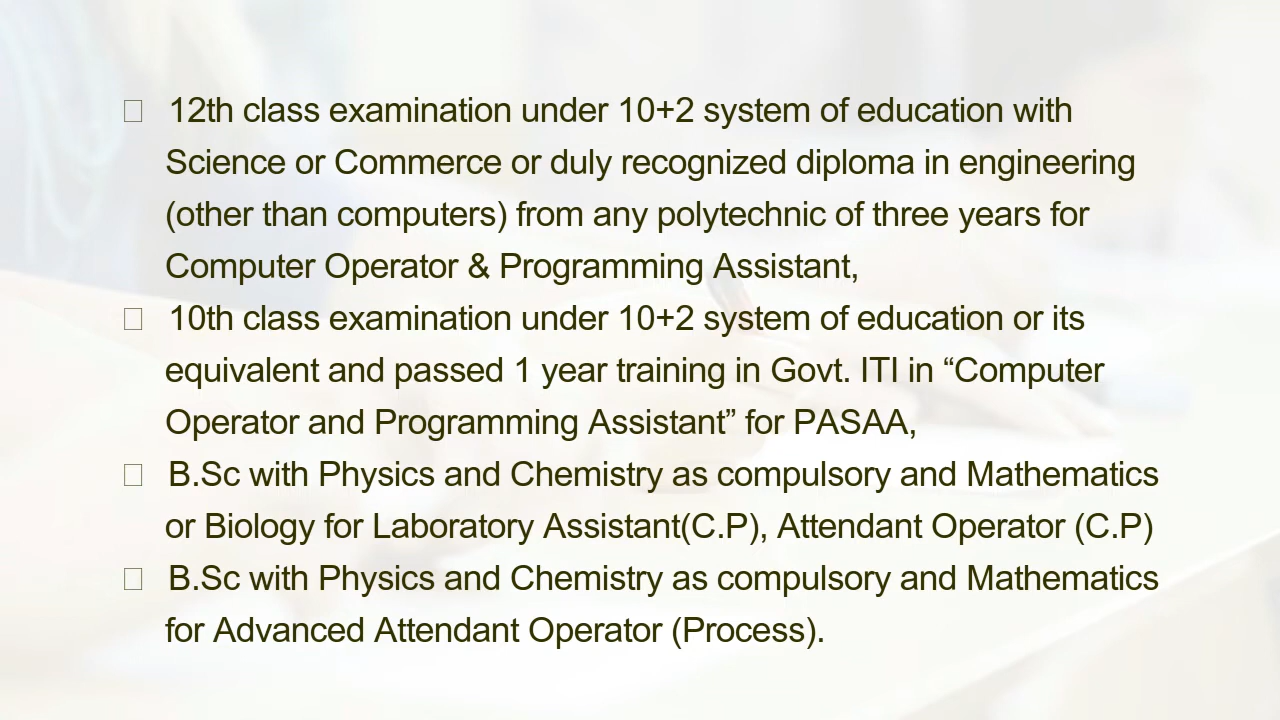 □ 12th class examination under 10+2 system of education with
Science or Commerce or duly recognized diploma in engineering
(other than computers) from any polytechnic of three years for
Computer Operator & Programming Assistant,
□ 10th class examination under 10+2 system of education or its
equivalent and passed 1 year training in Govt. ITI in “Computer
Operator and Programming Assistant” for PASAA,
□ B.Sc with Physics and Chemistry as compulsory and Mathematics
or Biology for Laboratory Assistant(C.P), Attendant Operator (C.P)
□ B.Sc with Physics and Chemistry as compulsory and Mathematics
for Advanced Attendant Operator (Process).